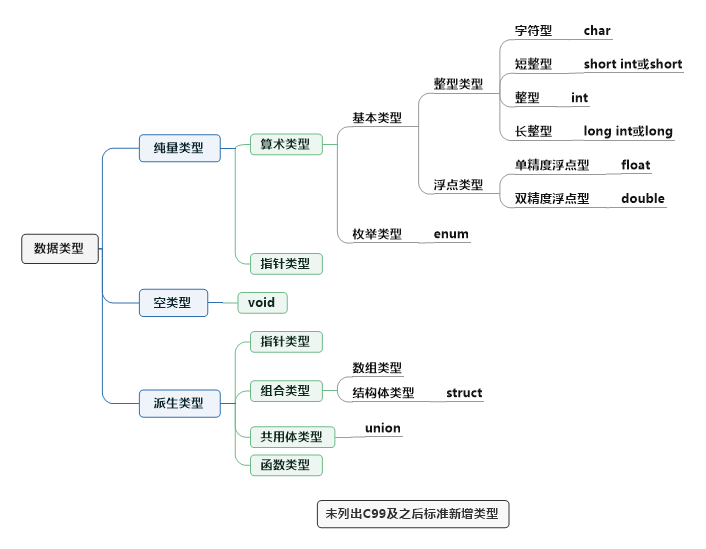 数据类型
纯量类型
算术类型
基本类型
整型类型
字符型 char
短整型 short int或short
整型 int
长整型 long int或long
浮点类型
单精度浮点型 float
双精度浮点型 double
枚举类型 enum
指针类型
空类型 void
派生类型
指针类型
组合类型
数组类型
结构体类型 struct
共用体类型 union
函数类型
未列出C99及之后标准新增类型